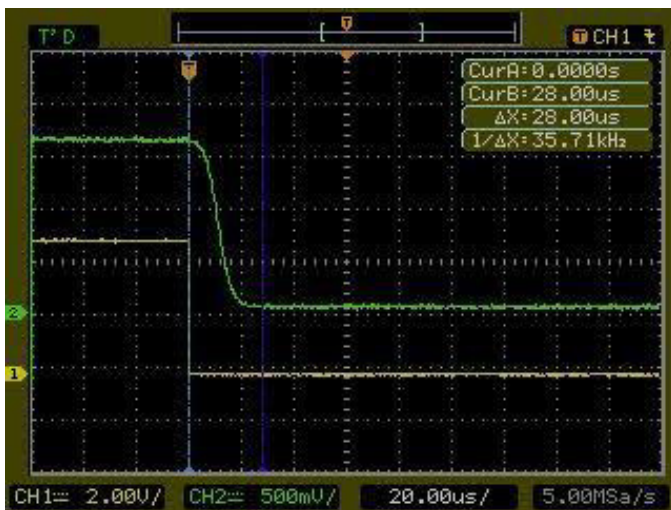 T'D
T
T CH1
T
CurA:0.0000s
CurB:28.00us
ΔX:28.00us
1/ΔX:35.71kHz
2
1
CH1 2.00V/ CH2 500mV/ 20.00us/ 5.00MSa/s